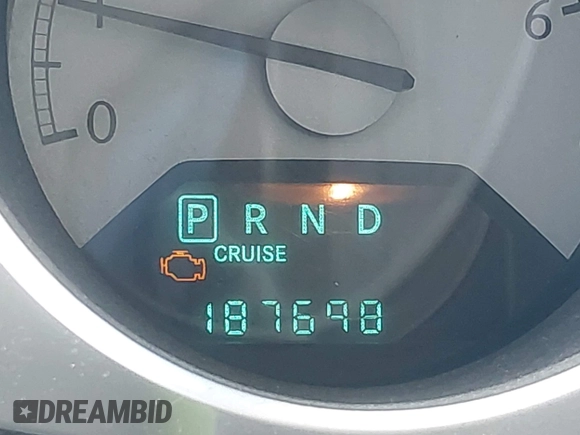 6
0
P R N D
CRUISE
187698
DREAMBID